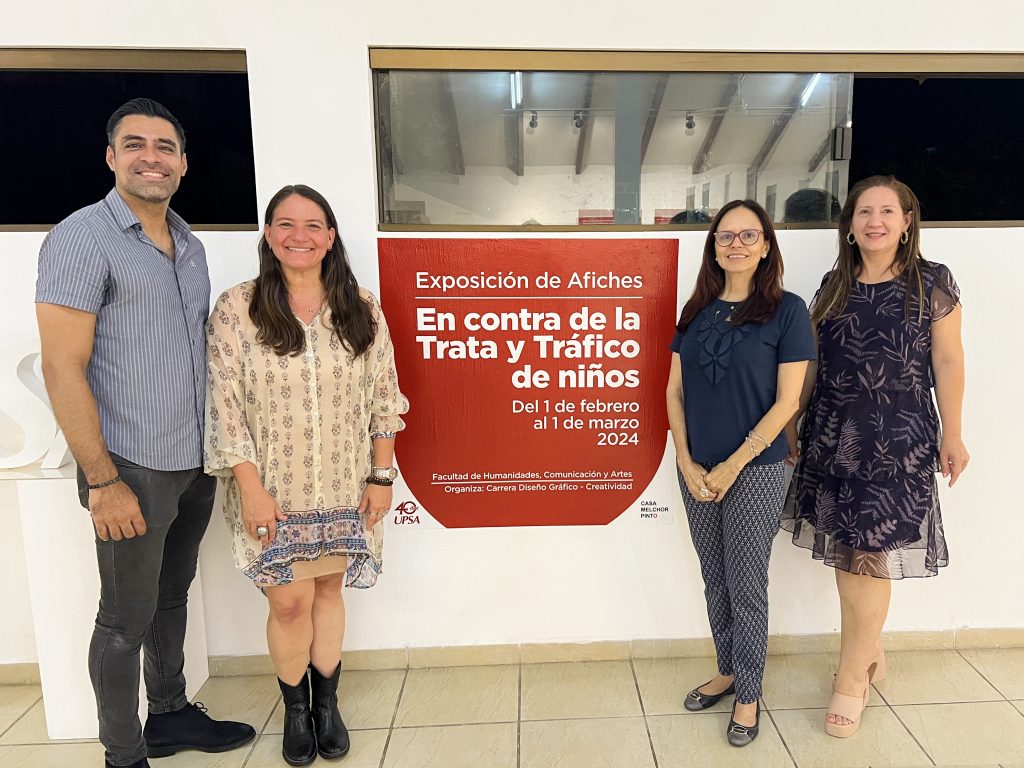 Exposición de Afiches
En contra de la
Trata y Tráfico
de niños
Del 1 de febrero
al 1 de marzo
2024
Facultad de Humanidades, Comunicación y Artes
Organiza: Carrera Diseño Gráfico - Creatividad
40
UPSA
CASA
MELCHOR
PINTO